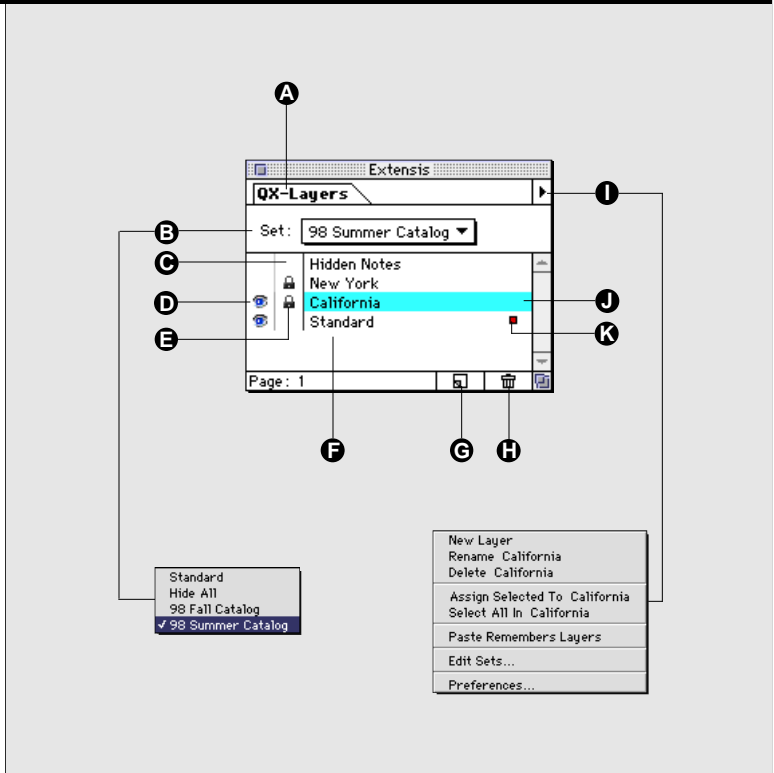 A
Extensis
QX-Layers
I
B
Set: 98 Summer Catalog
C
Hidden Notes
New York
D
California
J
E
Standard
K
Page: 1
F
G
H
New Layer
Rename California
Delete California
Assign Selected To California
Select All In California
Paste Remembers Layers
Edit Sets...
Preferences...
Standard
Hide All
98 Fall Catalog
✓ 98 Summer Catalog